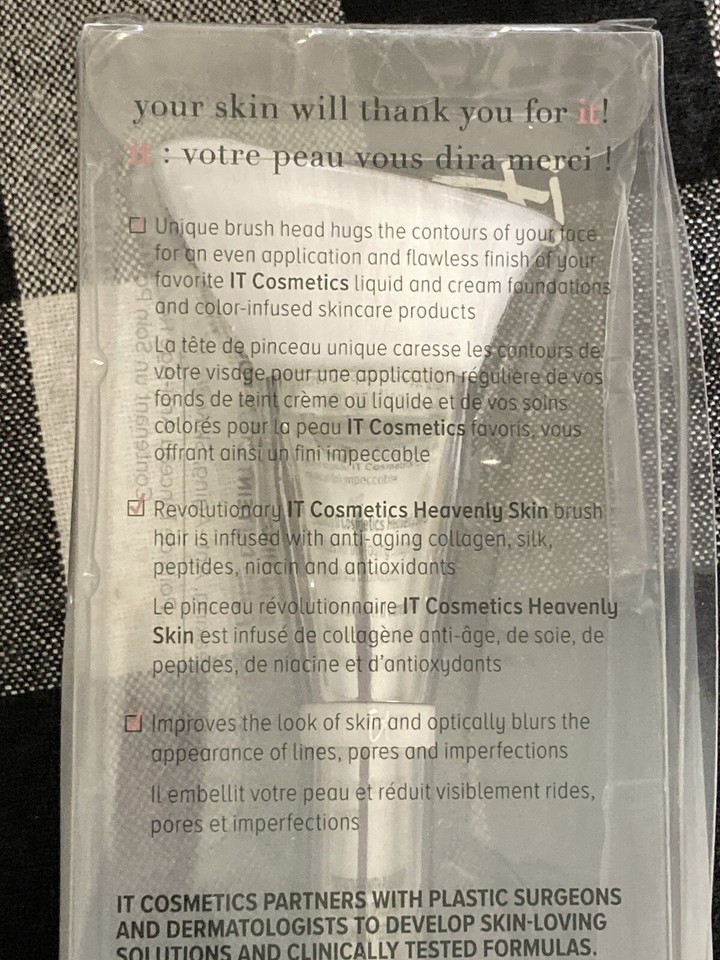 your skin will thank you for it!
it : votre peau vous dira merci !
Unique brush head hugs the contours of your face
for an even application and flawless finish of your
favorite IT Cosmetics liquid and cream foundations
and color-infused skincare products
La tête de pinceau unique caresse les contours de
votre visage pour une application régulière de vos
fonds de teint crème ou liquide et de vos soins
colorés pour la peau IT Cosmetics favoris, vous
offrant ainsi un fini impeccable
Revolutionary IT Cosmetics Heavenly Skin brush
hair is infused with anti-aging collagen, silk,
peptides, niacin and antioxidants
Le pinceau révolutionnaire IT Cosmetics Heavenly
Skin est infusé de collagène anti-âge, de soie, de
peptides, de niacine et d'antioxydants
Improves the look of skin and optically blurs the
appearance of lines, pores and imperfections
Il embellit votre peau et réduit visiblement rides,
pores et imperfections
IT COSMETICS PARTNERS WITH PLASTIC SURGEONS
AND DERMATOLOGISTS TO DEVELOP SKIN-LOVING
SOLUTIONS AND CLINICALLY TESTED FORMULAS.